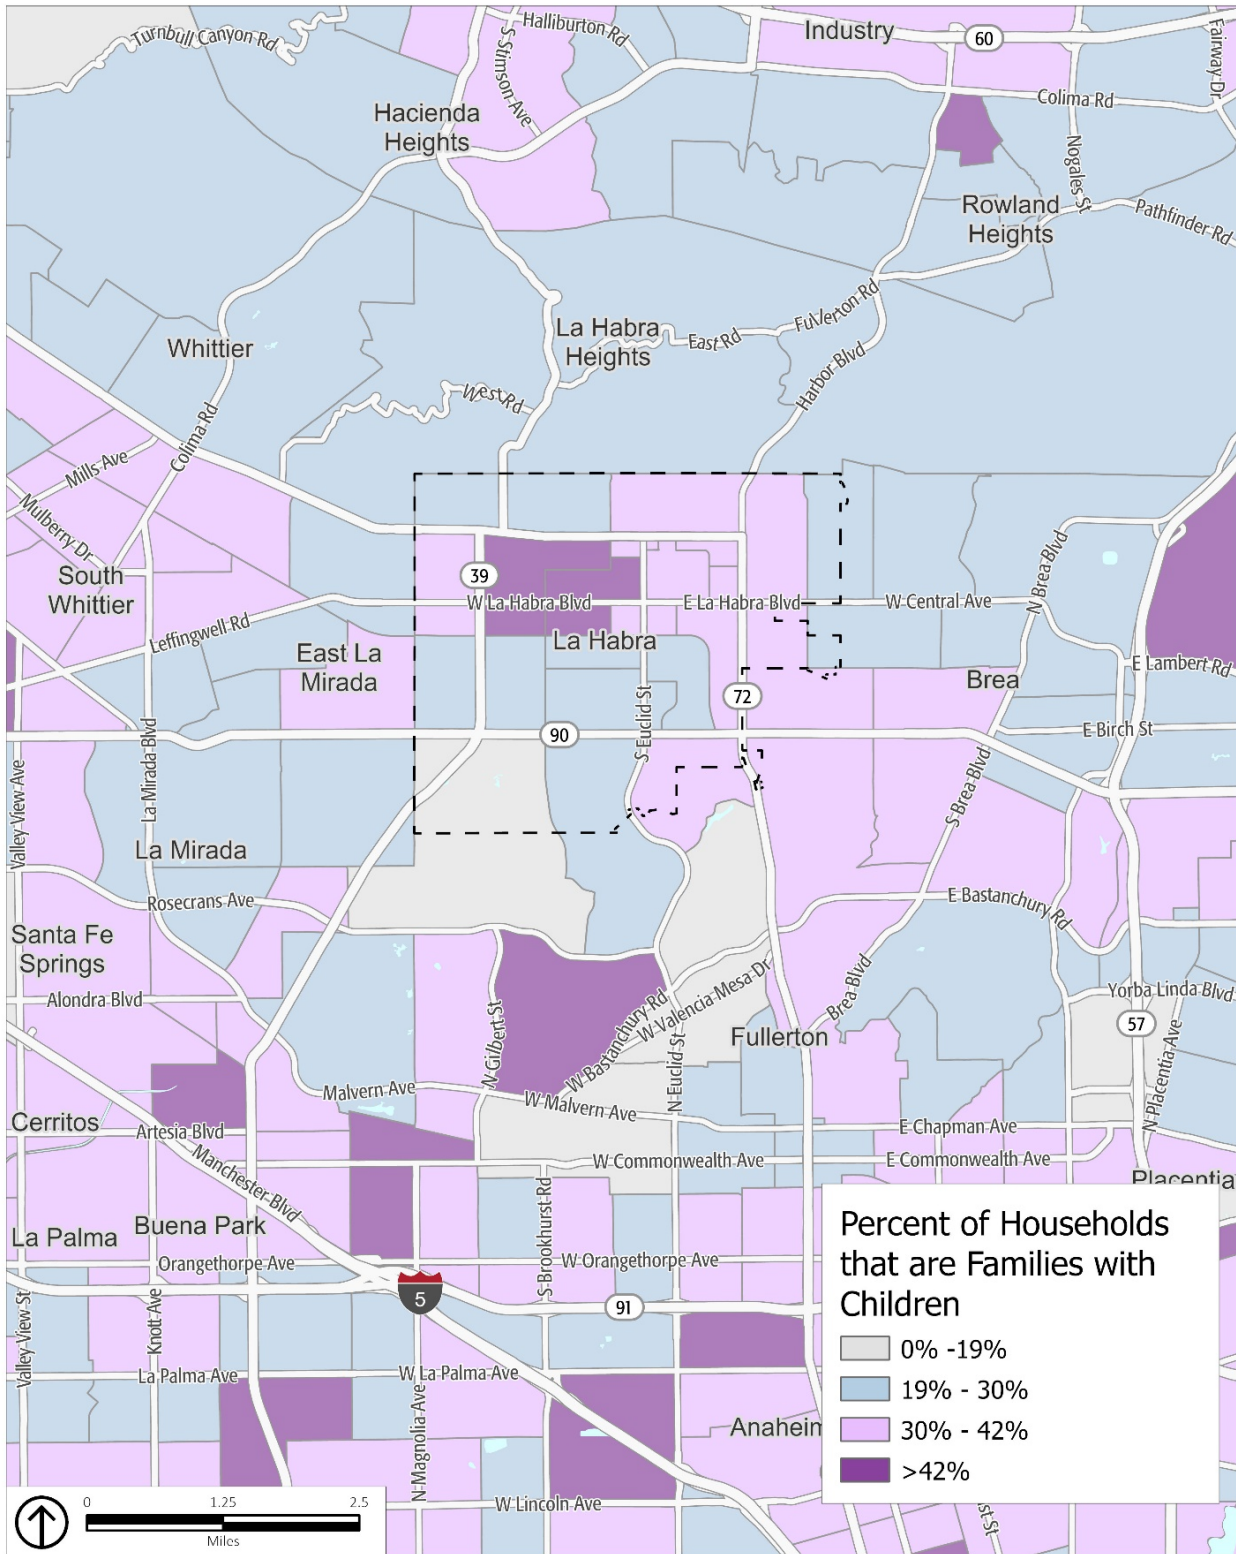 Turnbull Canyon Rd
Halliburton Rd
S Stimson Ave
Industry
60
Fairway Dr
Colima Rd
Hacienda
Heights
Nogales St
Rowland
Heights
Pathfinder Rd
Fullerton Rd
La Habra
Heights
East Rd
Whittier
Harbor Blvd
West Rd
Colima Rd
Mills Ave
Mulberry Dr
South
Whittier
39
W La Habra Blvd
E La Habra Blvd
W Central Ave
N Brea Blvd
Leffingwell Rd
La Habra
East La
Mirada
E Lambert Rd
Brea
72
S Euclid St
90
E Birch St
La Mirada Blvd
Valley View Ave
S Brea Blvd
La Mirada
Rosecrans Ave
E Bastanchury Rd
Santa Fe
Springs
Alondra Blvd
Yorba Linda Blvd
W Valencia Mesa Dr
W Bastanchury Rd
Brea Blvd
N Gilbert St
Fullerton
57
N Euclid St
N Placentia Ave
Malvern Ave
W Malvern Ave
Cerritos
Artesia Blvd
E Chapman Ave
Manchester Blvd
W Commonwealth Ave
E Commonwealth Ave
Placentia
La Palma
Buena Park
S Brookhurst Rd
Orangethorpe Ave
W Orangethorpe Ave
5
91
Valley View St
Knott Ave
La Palma Ave
W La Palma Ave
N Magnolia Ave
Anaheim
W Lincoln Ave
st St
Percent of Households
that are Families with
Children
0% -19%
19% - 30%
30% - 42%
>42%
0 1.25 2.5
Miles